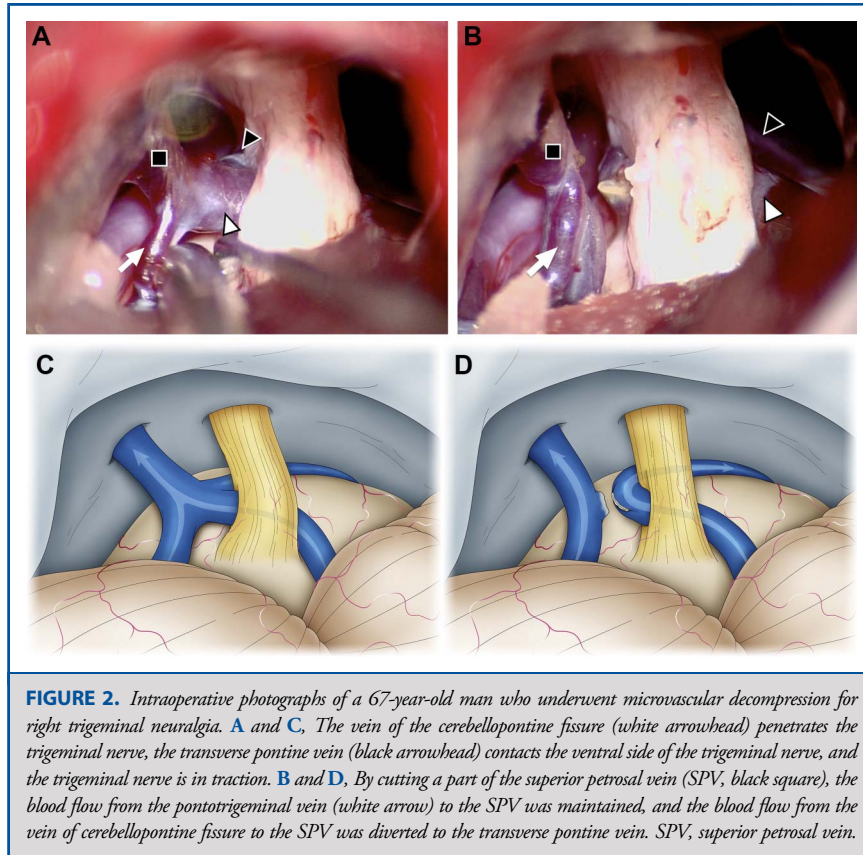 A
B
C
D
FIGURE 2. Intraoperative photographs of a 67-year-old man who underwent microvascular decompression for
right trigeminal neuralgia. A and C, The vein of the cerebellopontine fissure (white arrowhead) penetrates the
trigeminal nerve, the transverse pontine vein (black arrowhead) contacts the ventral side of the trigeminal nerve, and
the trigeminal nerve is in traction. B and D, By cutting a part of the superior petrosal vein (SPV, black square), the
blood flow from the pontotrigeminal vein (white arrow) to the SPV was maintained, and the blood flow from the
vein of cerebellopontine fissure to the SPV was diverted to the transverse pontine vein. SPV, superior petrosal vein.